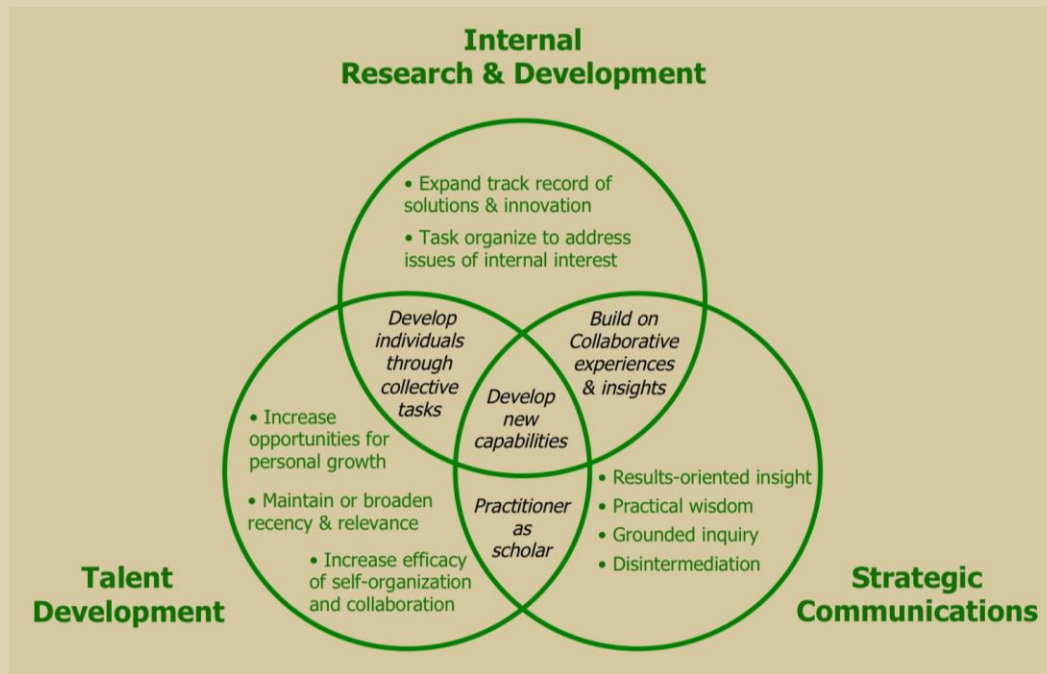 Internal
Research & Development
• Expand track record of
solutions & innovation
• Task organize to address
issues of internal interest
Develop
individuals
through
collective
tasks
Build on
Collaborative
experiences
& insights
Develop
new
capabilities
• Increase
opportunities for
personal growth
• Maintain or broaden
recency & relevance
• Increase efficacy
of self-organization
and collaboration
Practitioner
as
scholar
• Results-oriented insight
• Practical wisdom
• Grounded inquiry
• Disintermediation
Talent
Development
Strategic
Communications